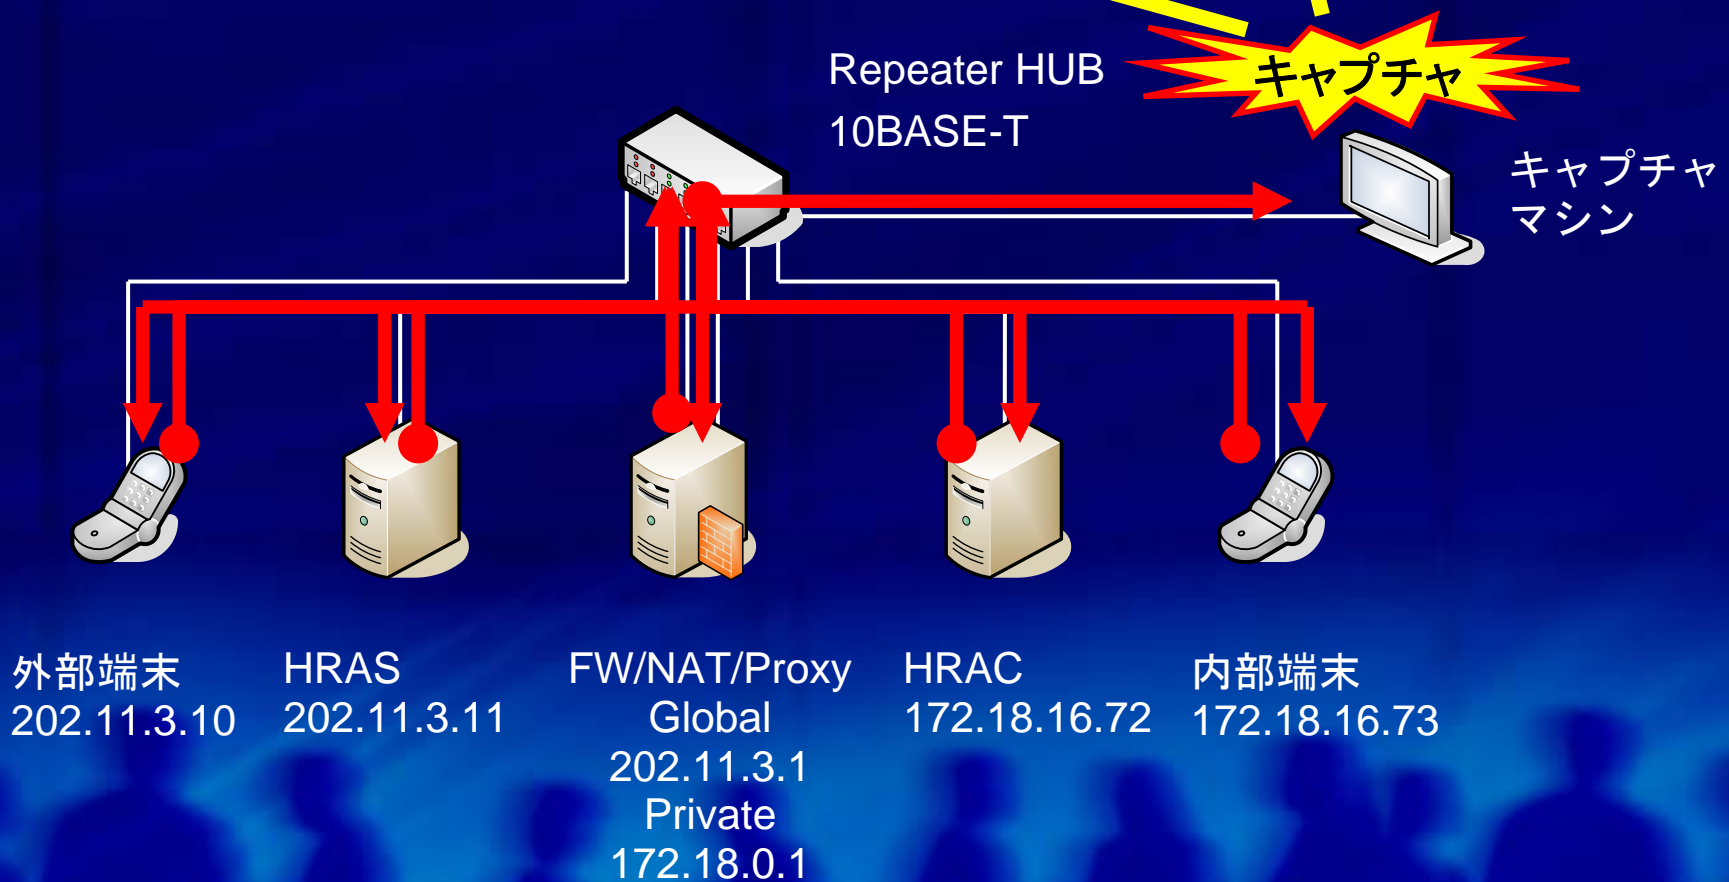 Repeater HUB
10BASE-T
キャプチャ
キャプチャ
マシン
外部端末
202.11.3.10
HRAS
202.11.3.11
FW/NAT/Proxy
Global
202.11.3.1
Private
172.18.0.1
HRAC
172.18.16.72
内部端末
172.18.16.73